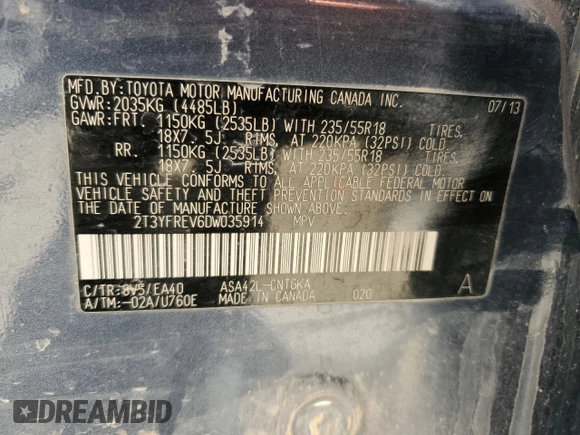 MFD.BY:TOYOTA MOTOR MANUFACTURING CANADA INC.
07/13
GVWR:2035KG (4485LB)
GAWR:FRT. 1150KG (2535LB) WITH 235/55R18 TIRES,
18X7.5J RIMS, AT 220KPA (32PSI) COLD.
RR. 1150KG (2535LB) WITH 235/55R18 TIRES,
18X7.5J RIMS, AT 220KPA (32PSI) COLD.
THIS VEHICLE CONFORMS TO ALL APPLICABLE FEDERAL MOTOR
VEHICLE SAFETY AND THEFT PREVENTION STANDARDS IN EFFECT ON
THE DATE OF MANUFACTURE SHOWN ABOVE.
2T3YFREV6DW035914 MPV
C/TR:8V5/EA40 ASA42L-CNTGKA
A/TM:-02A/U760E MADE IN CANADA 020 A
DREAMBID